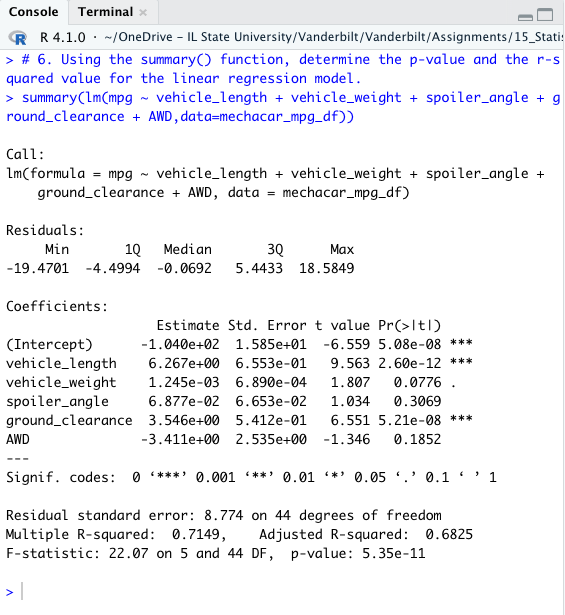 Console Terminal ×
R 4.1.0 · ~/OneDrive - IL State University/Vanderbilt/Vanderbilt/Assignments/15_Statis
> # 6. Using the summary() function, determine the p-value and the r-s
quared value for the linear regression model.
> summary(lm(mpg ~ vehicle_length + vehicle_weight + spoiler_angle + g
round_clearance + AWD,data=mechacar_mpg_df))
Call:
lm(formula = mpg ~ vehicle_length + vehicle_weight + spoiler_angle +
    ground_clearance + AWD, data = mechacar_mpg_df)
Residuals:
     Min       1Q   Median       3Q      Max
-19.4701  -4.4994  -0.0692   5.4433  18.5849
Coefficients:
                   Estimate Std. Error t value Pr(>|t|)
(Intercept)      -1.040e+02  1.585e+01  -6.559 5.08e-08 ***
vehicle_length    6.267e+00  6.553e-01   9.563 2.60e-12 ***
vehicle_weight    1.245e-03  6.890e-04   1.807   0.0776 .
spoiler_angle     6.877e-02  6.653e-02   1.034   0.3069
ground_clearance  3.546e+00  5.412e-01   6.551 5.21e-08 ***
AWD              -3.411e+00  2.535e+00  -1.346   0.1852
---
Signif. codes:  0 ‘***’ 0.001 ‘**’ 0.01 ‘*’ 0.05 ‘.’ 0.1 ‘ ’ 1
Residual standard error: 8.774 on 44 degrees of freedom
Multiple R-squared:  0.7149,    Adjusted R-squared:  0.6825
F-statistic: 22.07 on 5 and 44 DF,  p-value: 5.35e-11
>